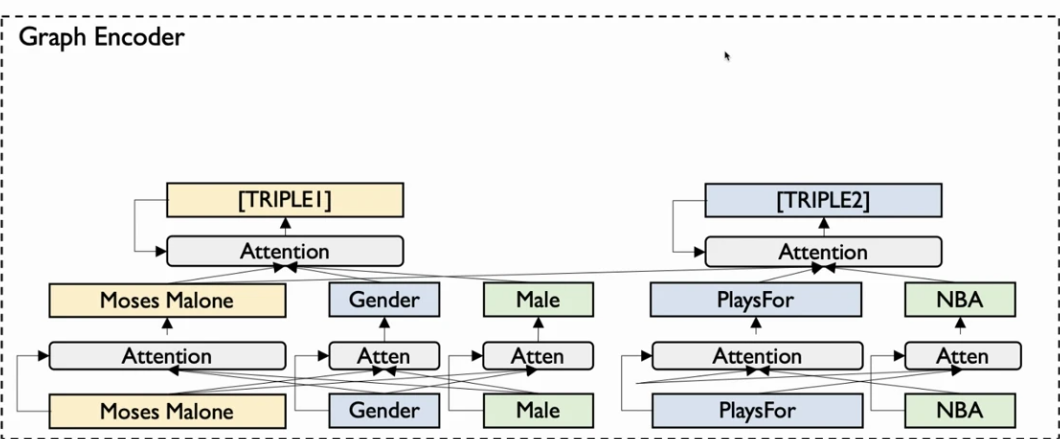 Graph Encoder
[TRIPLE1] [TRIPLE2]
Attention Attention
Moses Malone Gender Male PlaysFor NBA
Attention Atten Atten Attention Atten
Moses Malone Gender Male PlaysFor NBA